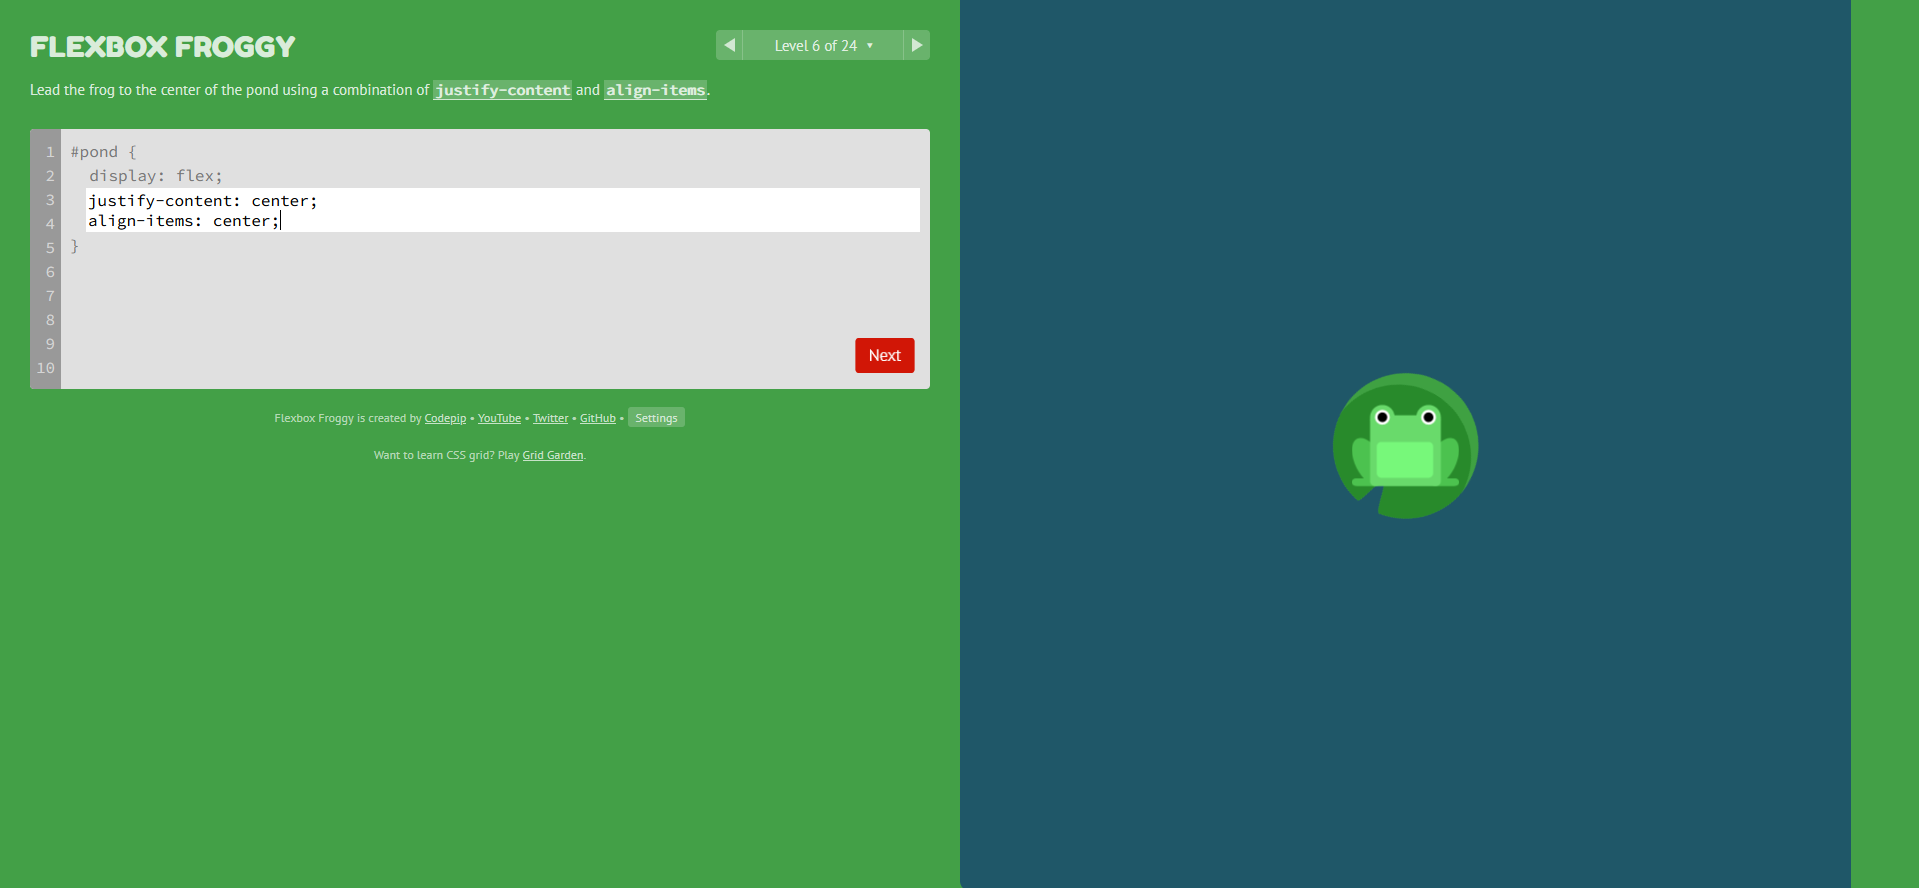 FLEXBOX FROGGY
◀ Level 6 of 24 ▼ ▶
Lead the frog to the center of the pond using a combination of justify-content and align-items.
1 #pond {
2 display: flex;
3 justify-content: center;
4 align-items: center;
5 }
6
7
8
9
10
Next
Flexbox Froggy is created by Codepip • YouTube • Twitter • GitHub • Settings
Want to learn CSS grid? Play Grid Garden.